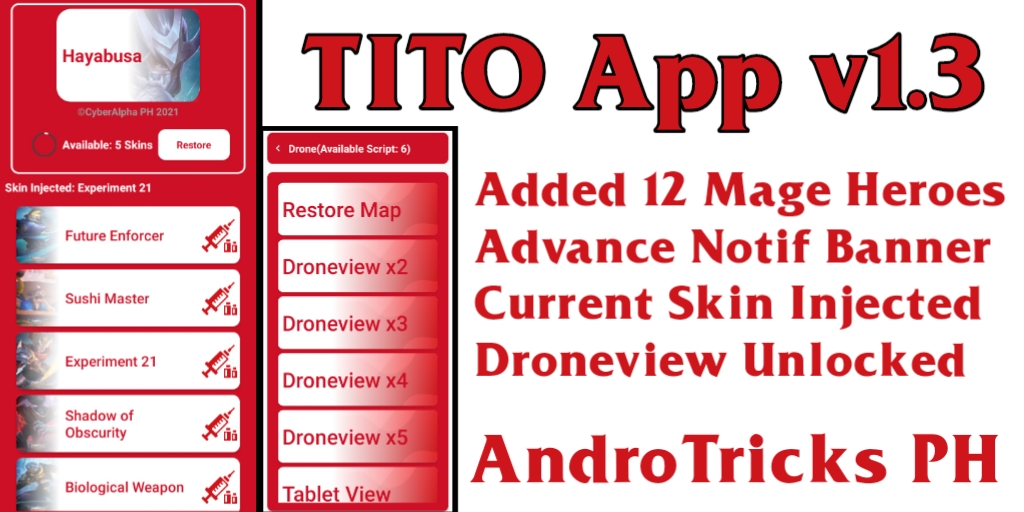 Hayabusa
©CyberAlpha PH 2021
Available: 5 Skins
Restore
Skin Injected: Experiment 21
Future Enforcer
Sushi Master
Experiment 21
Shadow of
Obscurity
Biological Weapon
Drone(Available Script: 6)
Restore Map
Droneview x2
Droneview x3
Droneview x4
Droneview x5
Tablet View
TITO App v1.3
Added 12 Mage Heroes
Advance Notif Banner
Current Skin Injected
Droneview Unlocked
AndroTricks PH